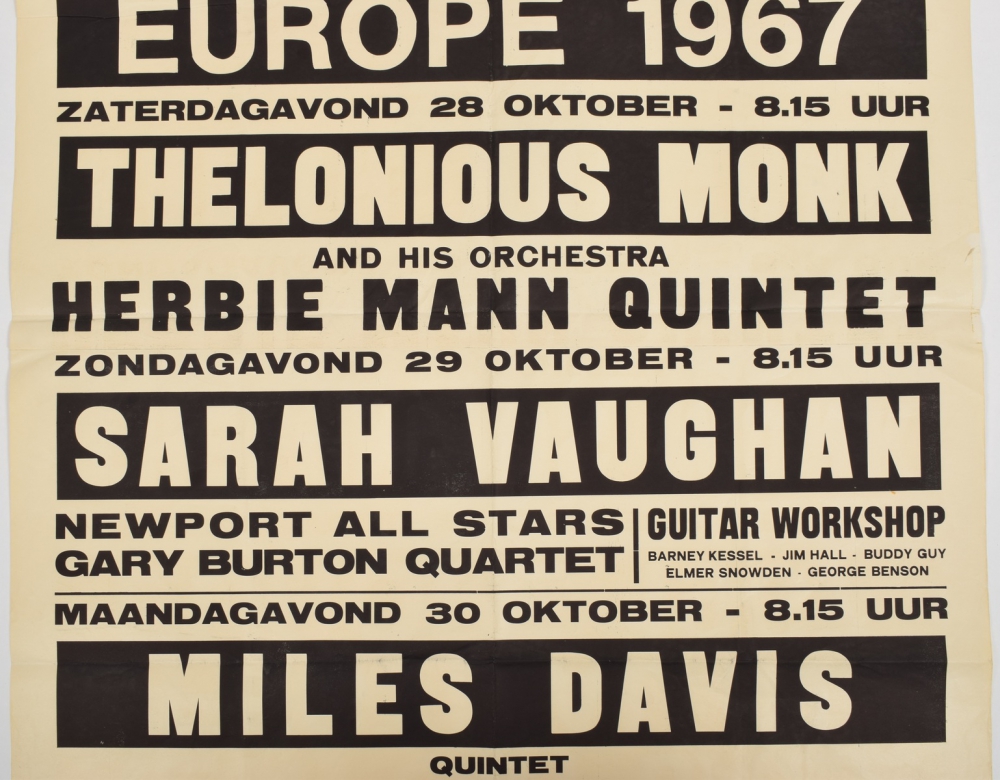 EUROPE 1967
ZATERDAGAVOND 28 OKTOBER - 8.15 UUR
THELONIOUS MONK
AND HIS ORCHESTRA
HERBIE MANN QUINTET
ZONDAGAVOND 29 OKTOBER - 8.15 UUR
SARAH VAUGHAN
NEWPORT ALL STARS
GARY BURTON QUARTET
GUITAR WORKSHOP
BARNEY KESSEL - JIM HALL - BUDDY GUY
ELMER SNOWDEN - GEORGE BENSON
MAANDAGAVOND 30 OKTOBER - 8.15 UUR
MILES DAVIS
QUINTET